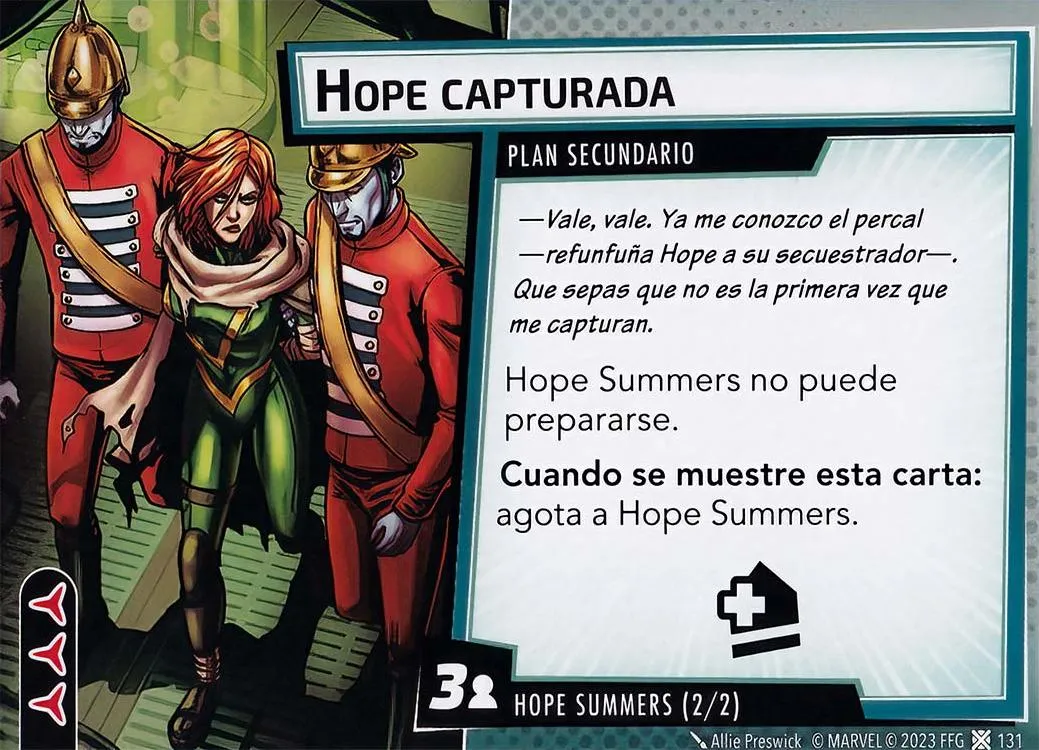 HOPE CAPTURADA
PLAN SECUNDARIO
—Vale, vale. Ya me conozco el percal
—refunfuña Hope a su secuestrador—.
Que sepas que no es la primera vez que
me capturan.
Hope Summers no puede
prepararse.
Cuando se muestre esta carta:
agota a Hope Summers.
3
HOPE SUMMERS (2/2)
Allie Preswick © MARVEL © 2023 FFG 131